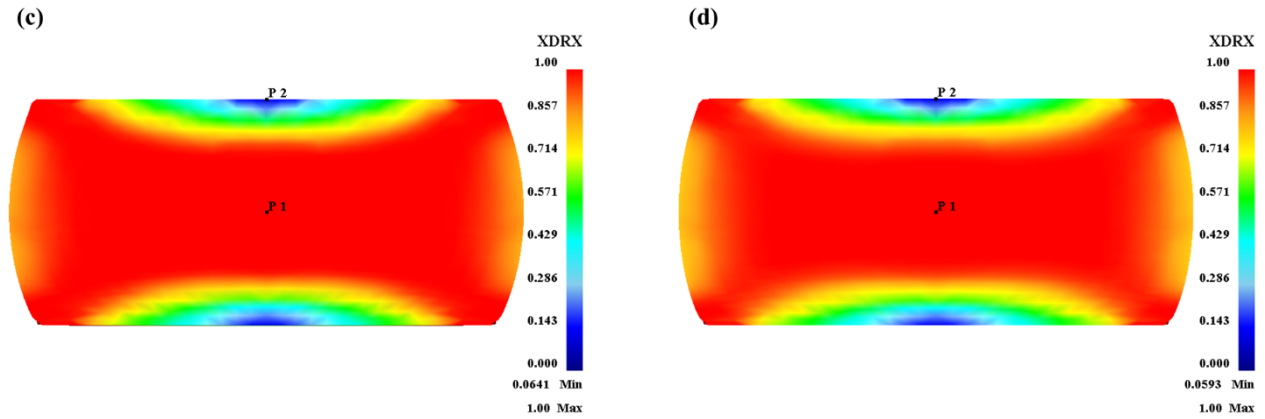 (c)
XDRX
1.00
0.857
0.714
0.571
0.429
0.286
0.143
0.000
0.0641 Min
1.00 Max
P 2
P 1
(d)
XDRX
1.00
0.857
0.714
0.571
0.429
0.286
0.143
0.000
0.0593 Min
1.00 Max
P 2
P 1